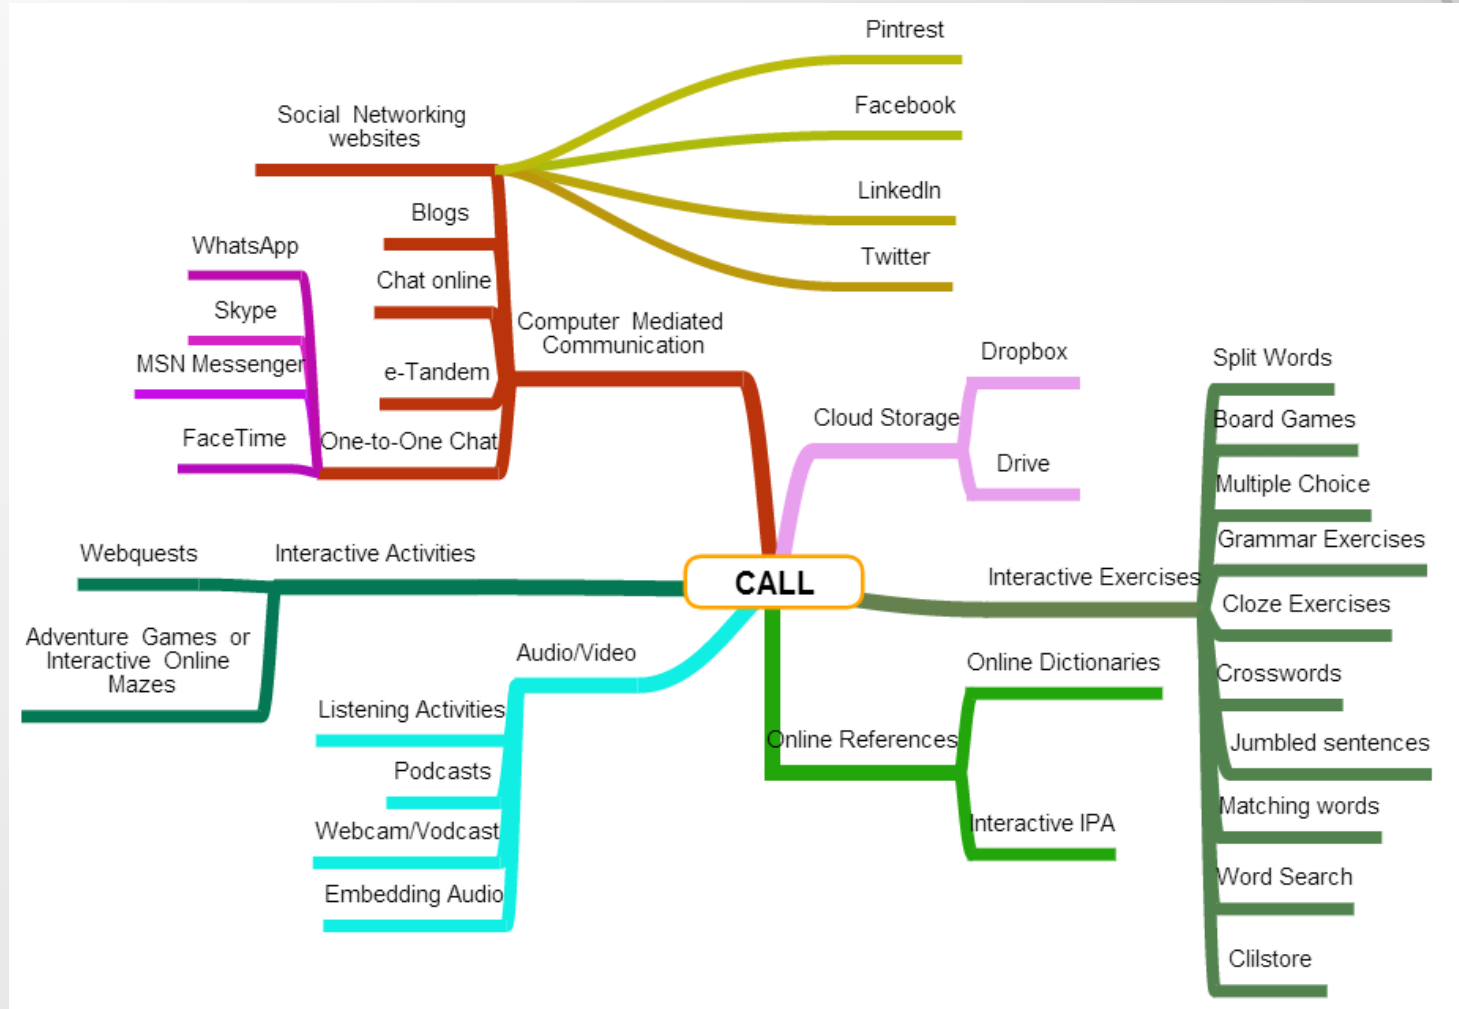 Pintrest
Facebook
LinkedIn
Twitter
Social Networking
websites
Blogs
Chat online
e-Tandem
One-to-One Chat
WhatsApp
Skype
MSN Messenger
FaceTime
Computer Mediated
Communication
Dropbox
Cloud Storage
Drive
Split Words
Board Games
Multiple Choice
Grammar Exercises
Interactive Exercises
Cloze Exercises
Crosswords
Jumbled sentences
Matching words
Word Search
Clilstore
CALL
Interactive Activities
Webquests
Adventure Games or
Interactive Online
Mazes
Audio/Video
Listening Activities
Podcasts
Webcam/Vodcast
Embedding Audio
Online References
Online Dictionaries
Interactive IPA